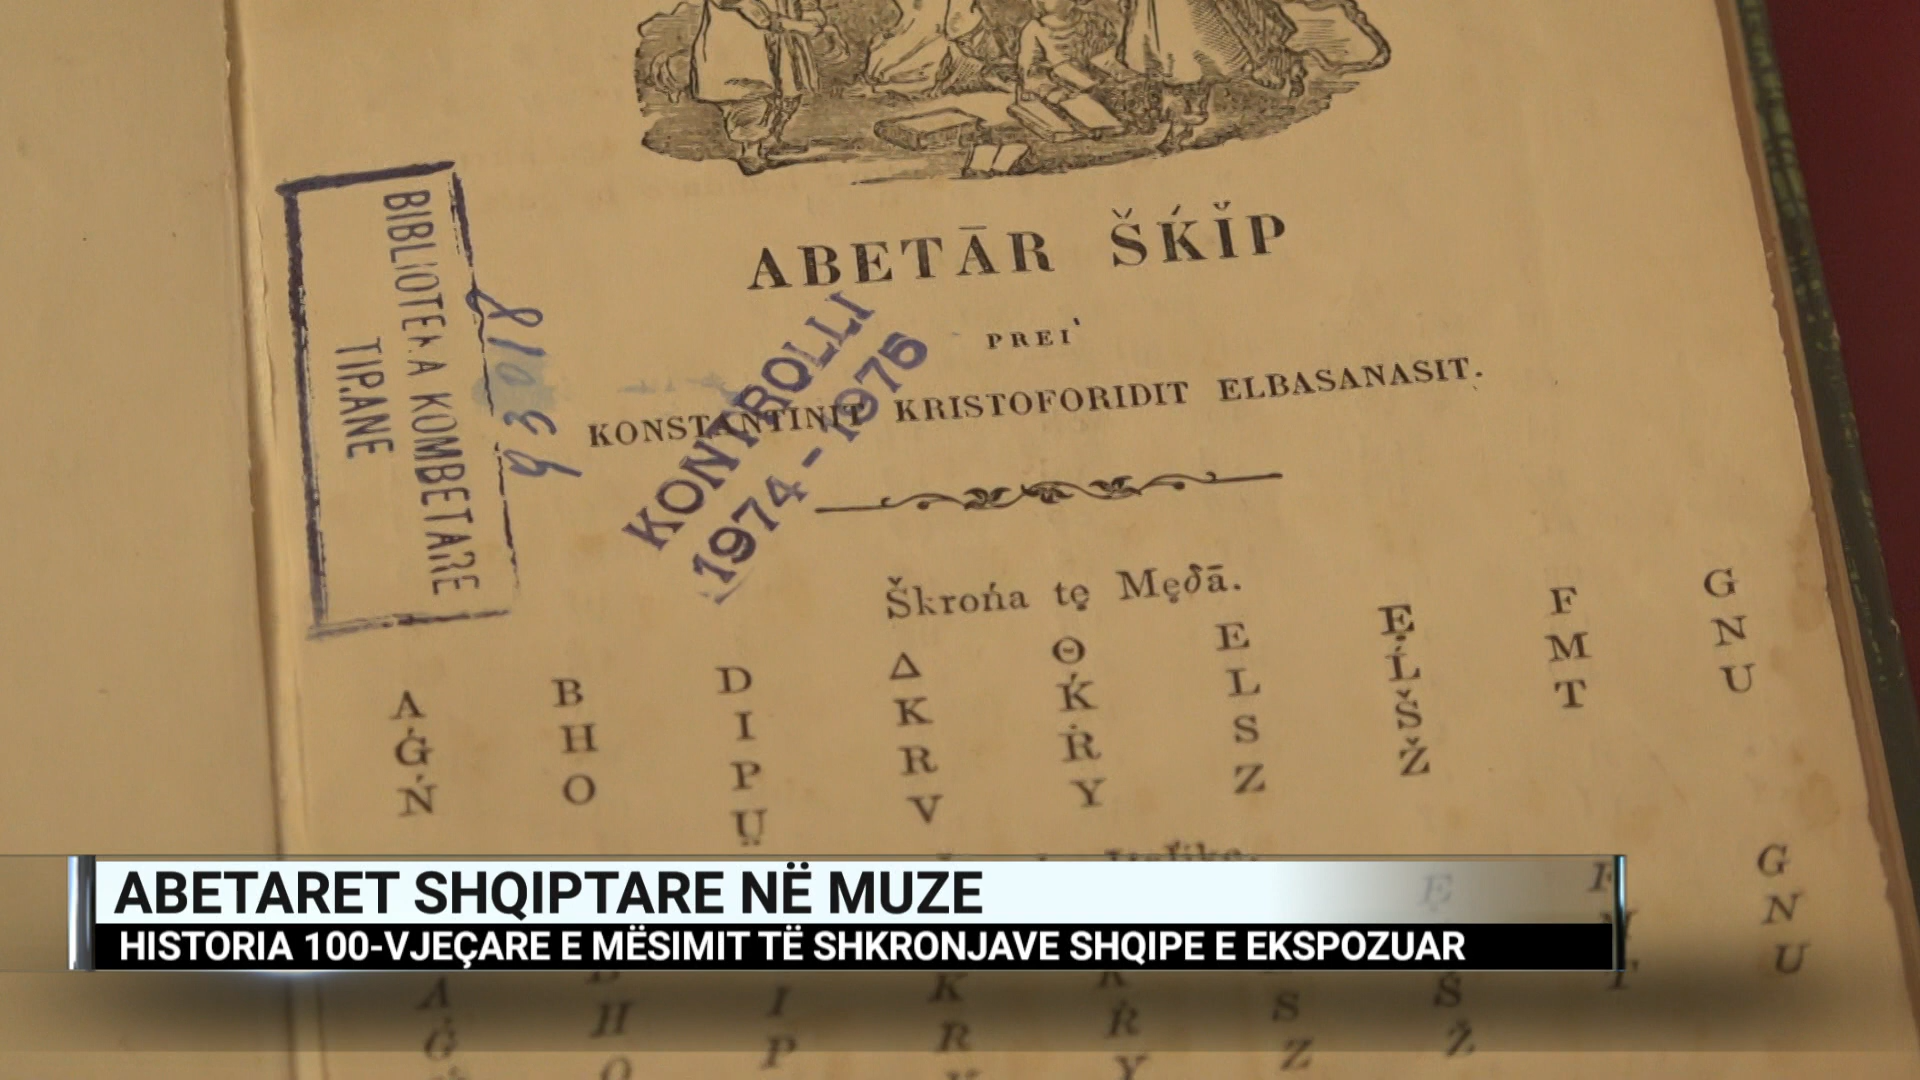 ABETĀR ŠḰǏP
PREI'
KONSTANTINIT KRISTOFORIDIT ELBASANASIT.
BIBLIOTEKA KOMBETARE
TIRANE
KONTROLLI
1974-1975
Škrońa tę Męδā.
A B D Δ Θ E Ę F G
Ǵ H I K Ḱ L Ĺ M N
Ń O P R Ṙ S Š T U
Ṳ V Y Z Ž
ABETARET SHQIPTARE NË MUZE
HISTORIA 100-VJEÇARE E MËSIMIT TË SHKRONJAVE SHQIPE E EKSPOZUAR